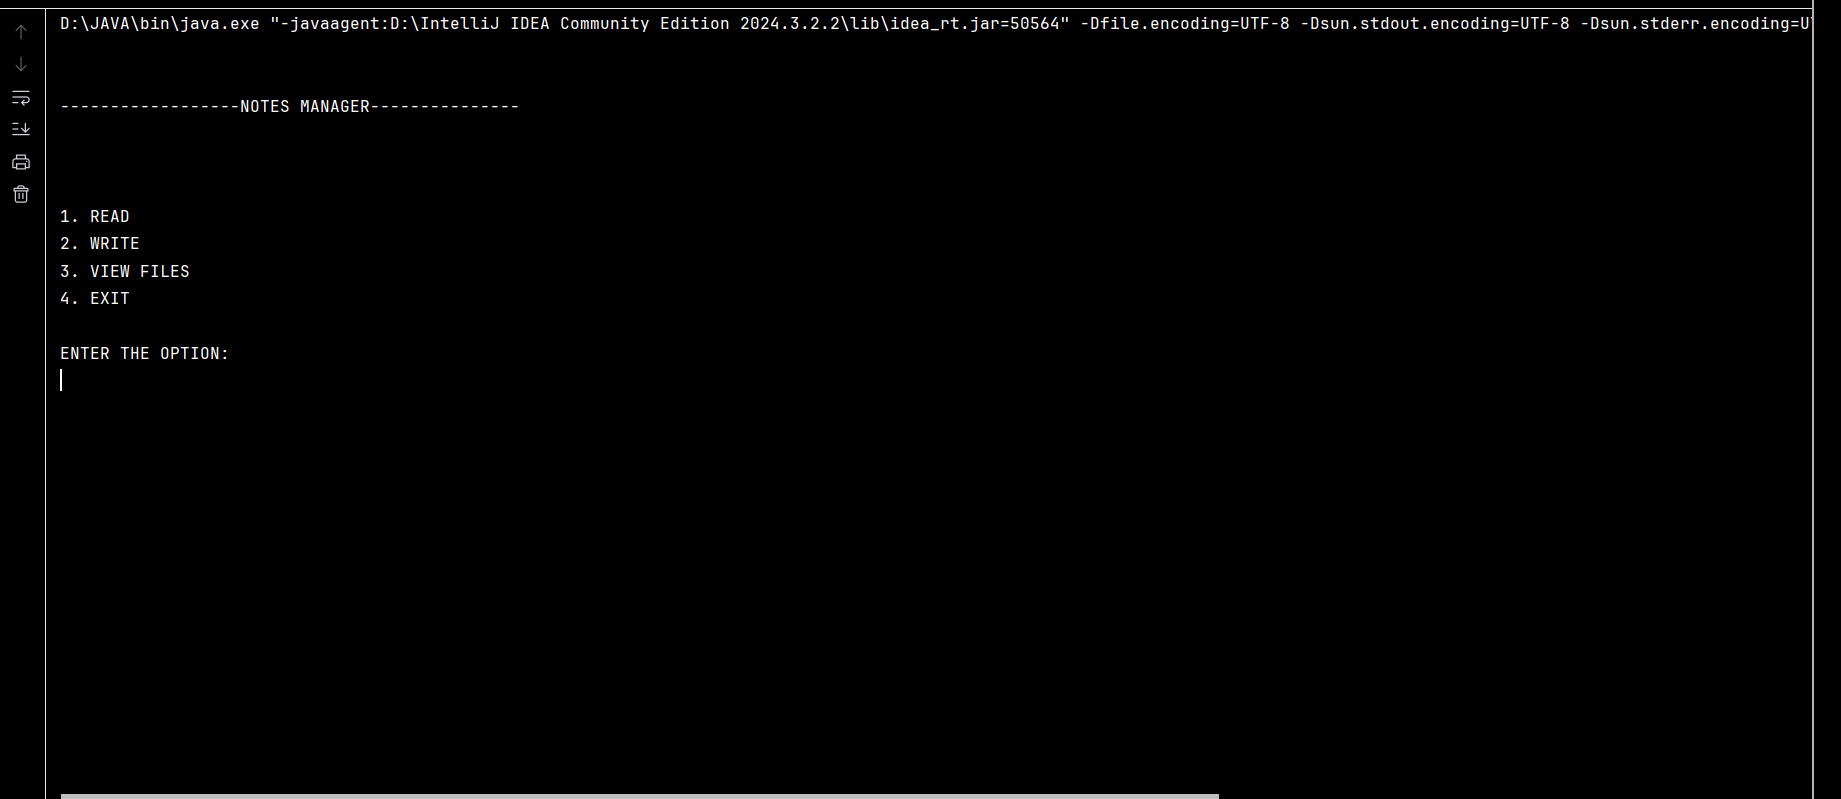 D:\JAVA\bin\java.exe "-javaagent:D:\IntelliJ IDEA Community Edition 2024.3.2.2\lib\idea_rt.jar=50564" -Dfile.encoding=UTF-8 -Dsun.stdout.encoding=UTF-8 -Dsun.stderr.encoding=U
------------------NOTES MANAGER---------------
1. READ
2. WRITE
3. VIEW FILES
4. EXIT
ENTER THE OPTION: